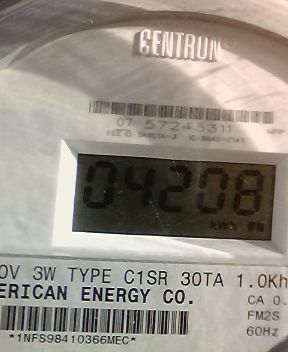 CENTRON
07 57245311
04208
kWh
0V 3W TYPE C1SR 30TA 1.0Kh
ERICAN ENERGY CO.
CA 0.
FM2S
60Hz
*1NFS98410366MEC*